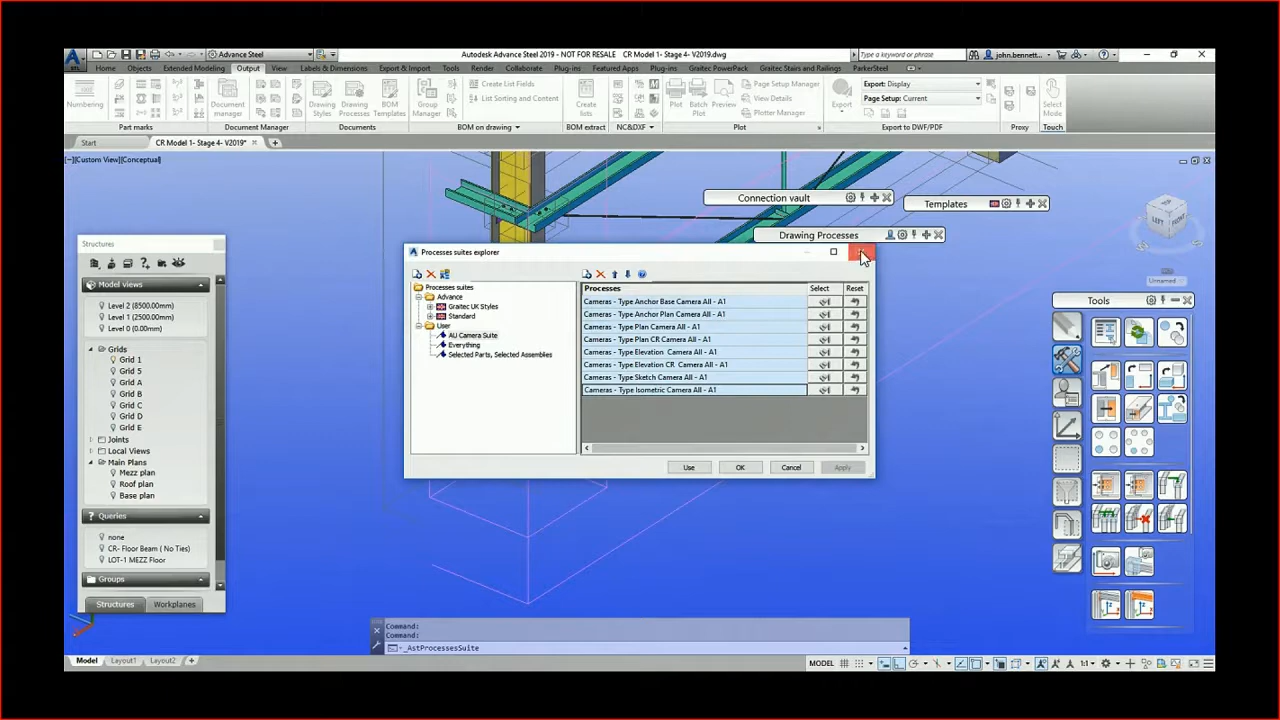 Advance Steel
Autodesk Advance Steel 2019 - NOT FOR RESALE CR Model 1- Stage 4- V2019.dwg
Type a keyword or phrase
john.bennett...
STL
Home Objects Extended Modeling Output View Labels & Dimensions Export & Import Tools Render Collaborate Plug-ins Featured Apps Plug-ins Graitec PowerPack Graitec Stairs and Railings ParkerSteel
Numbering
Document manager
Drawing Styles
Drawing Processes
BOM Templates
Group Manager
Create List Fields
List Sorting and Content
Create lots
Plot
Batch Plot
Preview
Page Setup Manager
View Details
Plotter Manager
Export
Export: Display
Page Setup: Current
Select Mode
Part marks Document Manager Documents BOM on drawing BOM extract NC&DXF Plot Export to DWF/PDF Proxy Touch
Start CR Model 1- Stage 4- V2019*
[−][Custom View][Conceptual]
Connection vault
Templates
Drawing Processes
LEFT FRONT
Unnamed
Structures
Model views
Level 2 (8500.00mm)
Level 1 (2500.00mm)
Level 0 (0.00mm)
Grids
Grid 1
Grid 5
Grid A
Grid B
Grid C
Grid D
Grid E
Joints
Local Views
Main Plans
Mezz plan
Roof plan
Base plan
Queries
none
CR- Floor Beam ( No Ties)
LOT-1 MEZZ Floor
Groups
Structures Workplanes
Processes suites explorer
Processes suites
Advance
Graitec UK Styles
Standard
User
AU Camera Suite
Everything
Selected Parts, Selected Assemblies
Processes Select Reset
Cameras - Type Anchor Base Camera All - A1
Cameras - Type Anchor Plan Camera All - A1
Cameras - Type Plan Camera All - A1
Cameras - Type Plan CR Camera All - A1
Cameras - Type Elevation Camera All - A1
Cameras - Type Elevation CR Camera All - A1
Cameras - Type Sketch Camera All - A1
Cameras - Type Isometric Camera All - A1
Use OK Cancel Apply
Tools
Command:
Command:
_AstProcessesSuite
Model Layout1 Layout2 +
MODEL
1:1